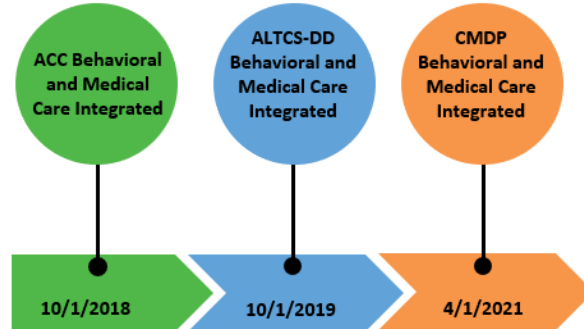 ACC Behavioral
and Medical
Care Integrated
ALTCS-DD
Behavioral and
Medical Care
Integrated
CMDP
Behavioral and
Medical Care
Integrated
10/1/2018
10/1/2019
4/1/2021